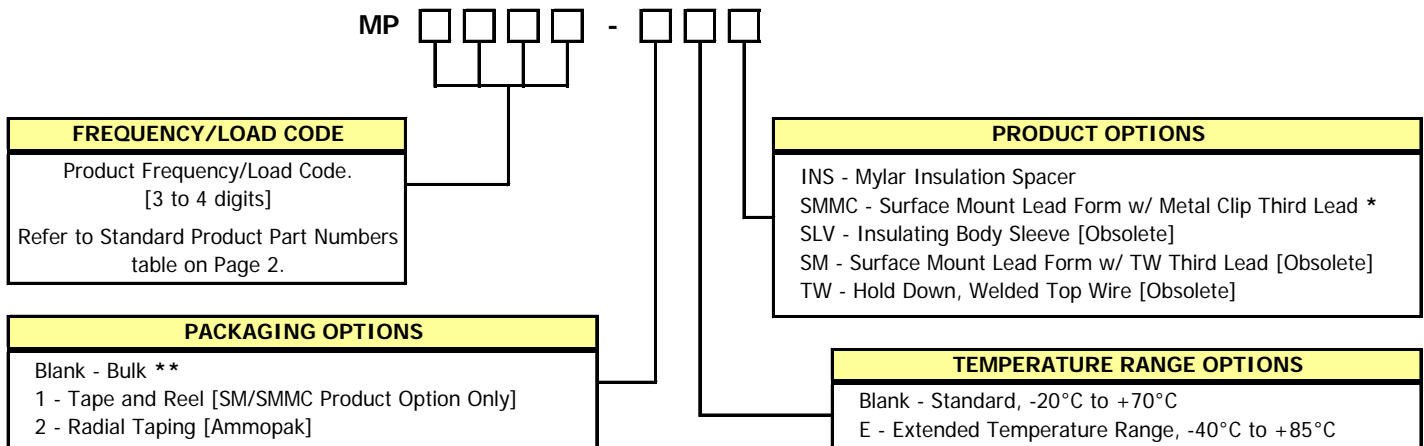 MP -
FREQUENCY/LOAD CODE
Product Frequency/Load Code.
[3 to 4 digits]
Refer to Standard Product Part Numbers
table on Page 2.
PRODUCT OPTIONS
INS - Mylar Insulation Spacer
SMMC - Surface Mount Lead Form w/ Metal Clip Third Lead *
SLV - Insulating Body Sleeve [Obsolete]
SM - Surface Mount Lead Form w/ TW Third Lead [Obsolete]
TW - Hold Down, Welded Top Wire [Obsolete]
PACKAGING OPTIONS
Blank - Bulk **
1 - Tape and Reel [SM/SMMC Product Option Only]
2 - Radial Taping [Ammopak]
TEMPERATURE RANGE OPTIONS
Blank - Standard, -20°C to +70°C
E - Extended Temperature Range, -40°C to +85°C